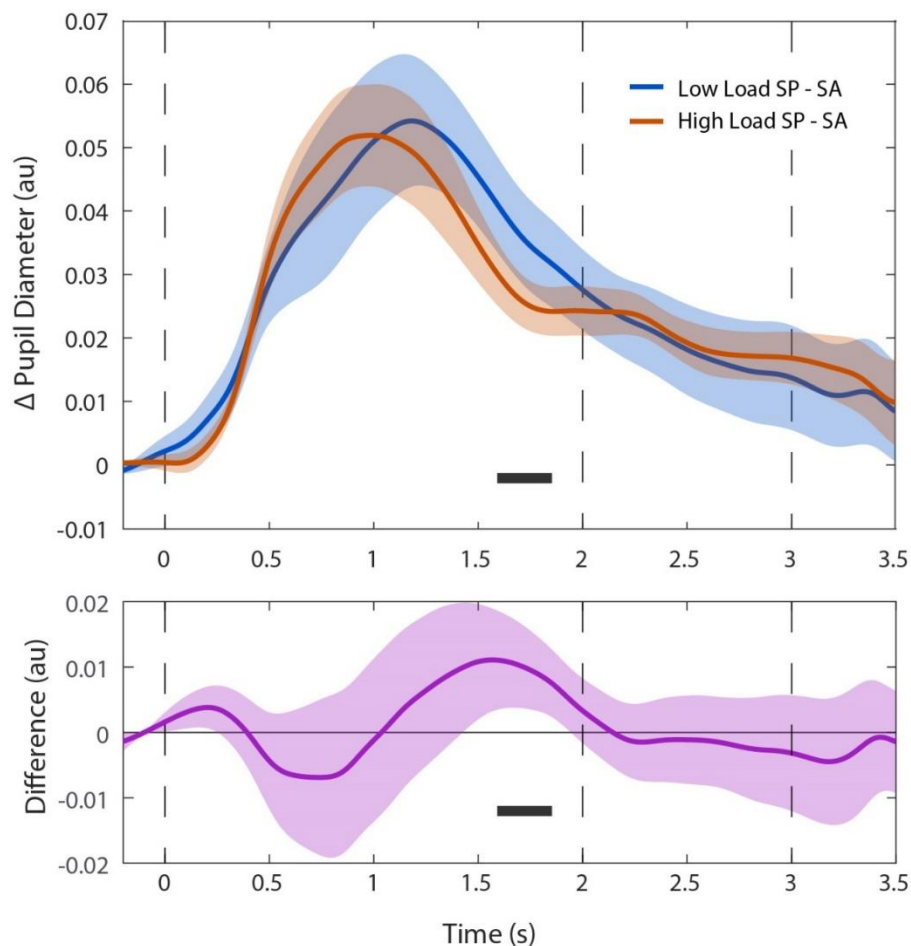 0.07
0.06
0.05
0.04
0.03
0.02
0.01
0
-0.01
Δ Pupil Diameter (au)
Low Load SP - SA
High Load SP - SA
0 0.5 1 1.5 2 2.5 3 3.5
0.02
0.01
0
-0.01
-0.02
Difference (au)
0 0.5 1 1.5 2 2.5 3 3.5
Time (s)